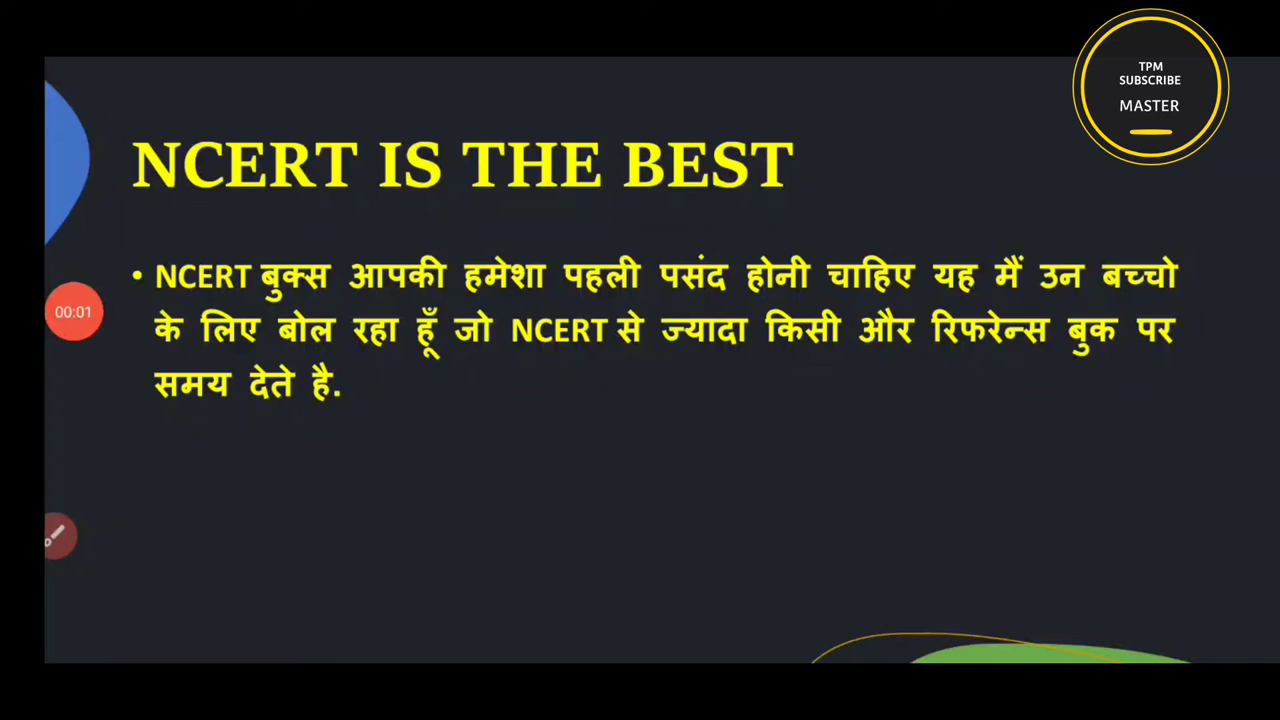 TPM
SUBSCRIBE
MASTER
NCERT IS THE BEST
• NCERT बुक्स आपकी हमेशा पहली पसंद होनी चाहिए यह मैं उन बच्चो
के लिए बोल रहा हूँ जो NCERT से ज्यादा किसी और रिफरेन्स बुक पर
समय देते है.
00:01